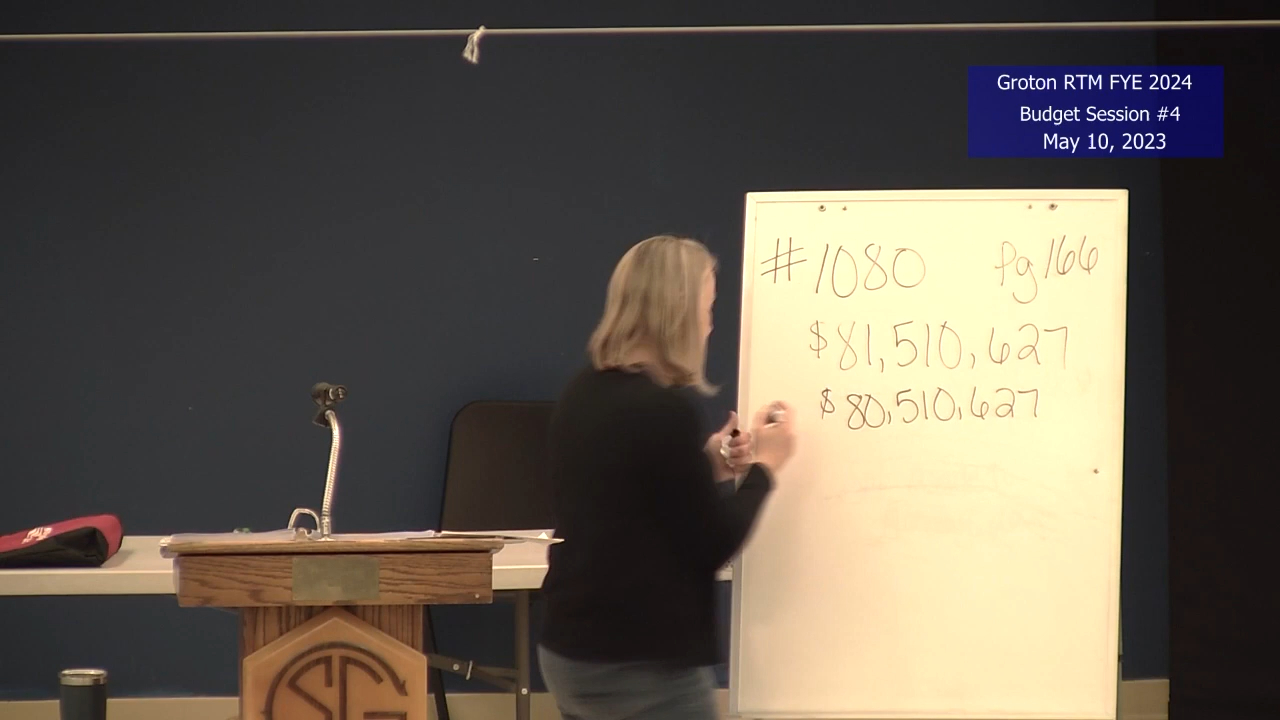 Groton RTM FYE 2024
Budget Session #4
May 10, 2023
#1080 Pg 166
$81,510,627
$80,510,627
SG